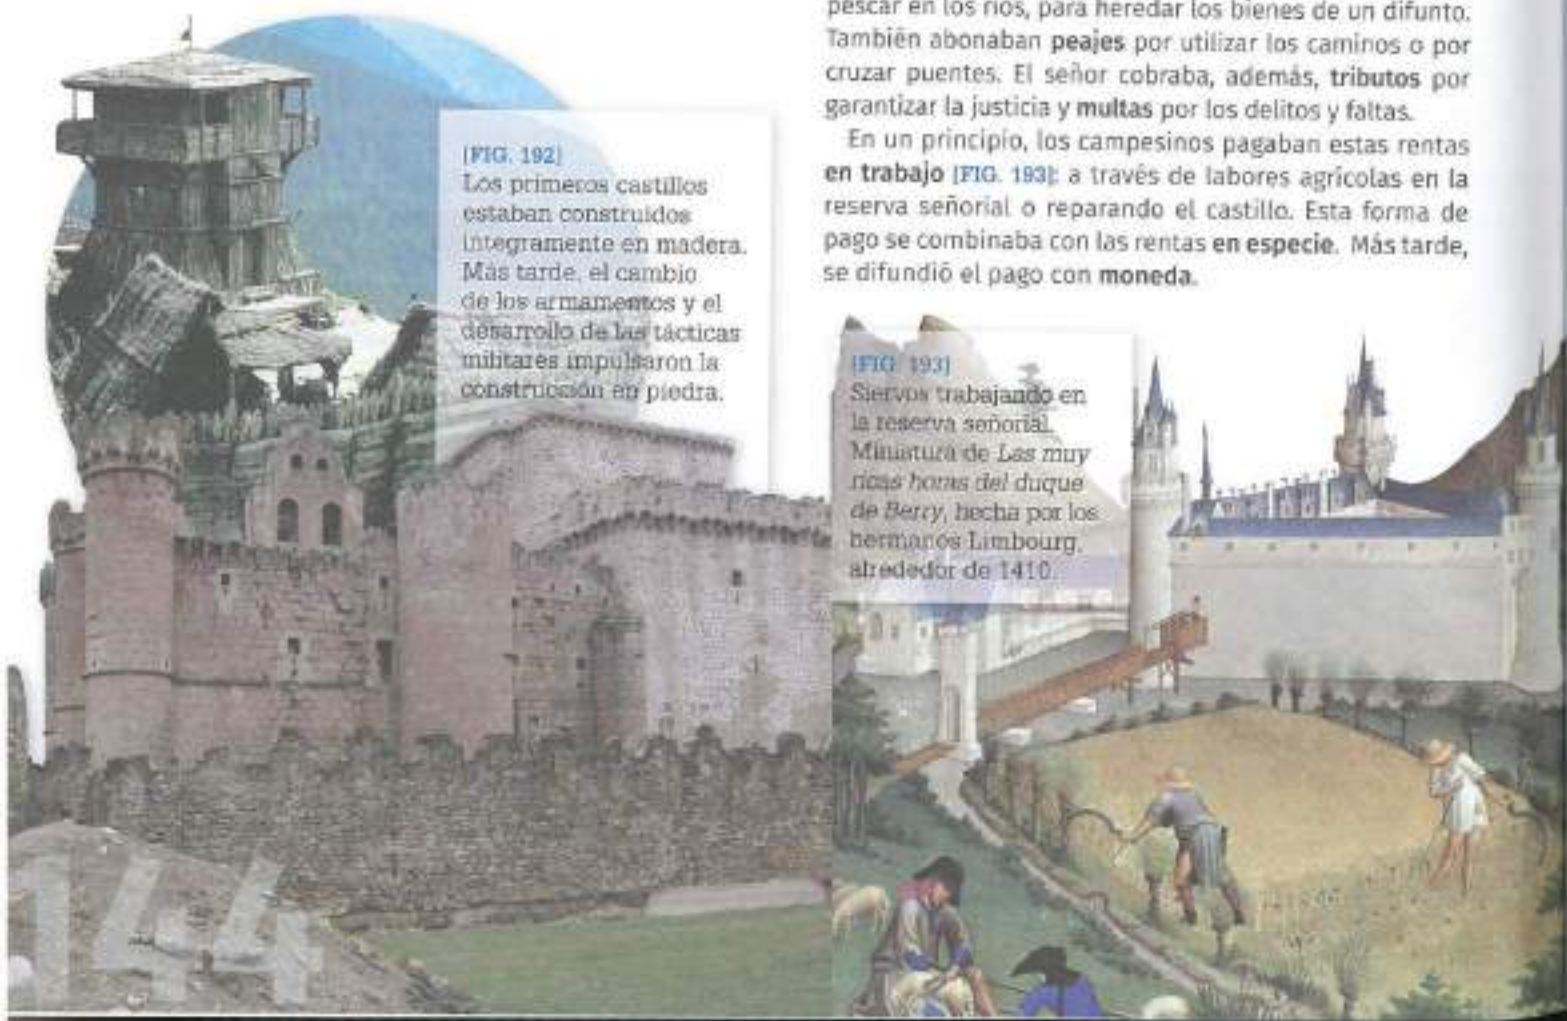 pescar en los ríos, para heredar los bienes de un difunto.
También abonaban peajes por utilizar los caminos o por
cruzar puentes. El señor cobraba, además, tributos por
garantizar la justicia y multas por los delitos y faltas.
En un principio, los campesinos pagaban estas rentas
en trabajo [FIG. 193]: a través de labores agrícolas en la
reserva señorial o reparando el castillo. Esta forma de
pago se combinaba con las rentas en especie. Más tarde,
se difundió el pago con moneda.
[FIG. 192]
Los primeros castillos
estaban construidos
íntegramente en madera.
Más tarde, el cambio
de los armamentos y el
desarrollo de las tácticas
militares impulsaron la
construcción en piedra.
[FIG. 193]
Siervos trabajando en
la reserva señorial.
Miniatura de Las muy
ricas horas del duque
de Berry, hecha por los
hermanos Limbourg,
alrededor de 1410.
144